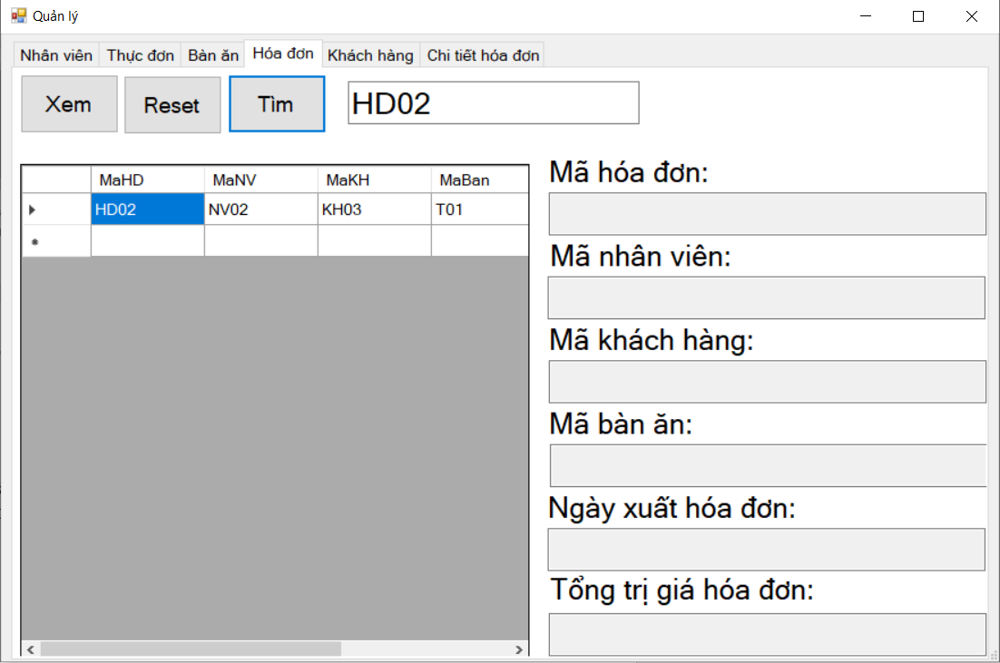 Quản lý
Nhân viên Thực đơn Bàn ăn Hóa đơn Khách hàng Chi tiết hóa đơn
Xem Reset Tìm HD02
MaHD MaNV MaKH MaBan
HD02 NV02 KH03 T01
Mã hóa đơn:
Mã nhân viên:
Mã khách hàng:
Mã bàn ăn:
Ngày xuất hóa đơn:
Tổng trị giá hóa đơn: